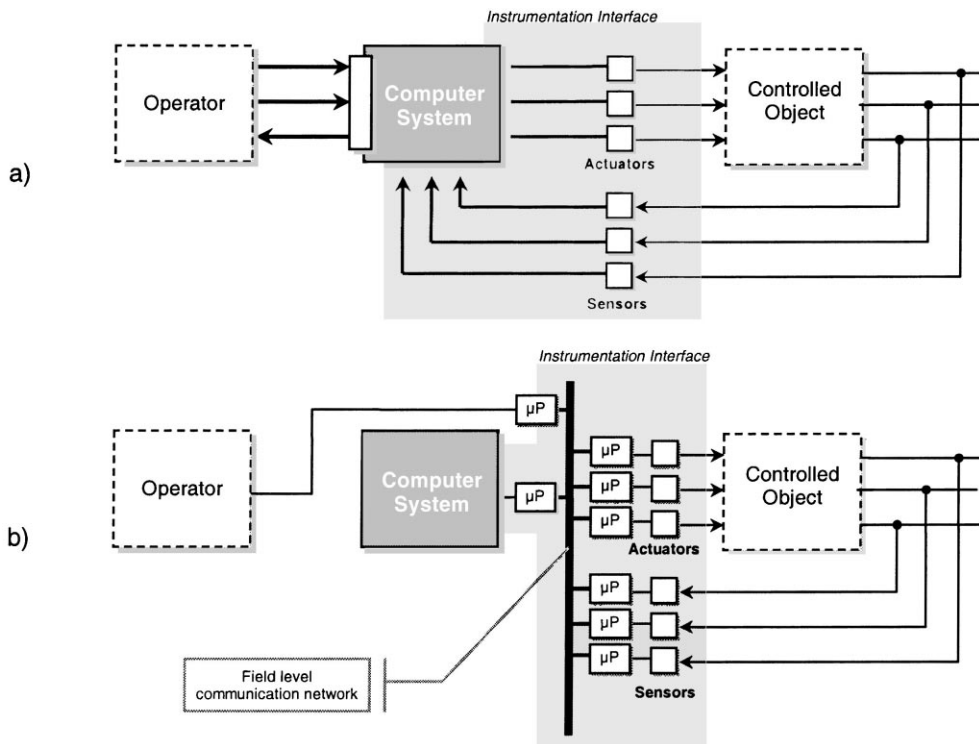 Instrumentation Interface
Operator
Computer
System
Controlled
Object
Actuators
a)
Sensors
Instrumentation Interface
µP
µP
Operator
Computer
System
µP
µP
Controlled
Object
µP
b)
Actuators
µP
µP
µP
Field level
communication network
Sensors